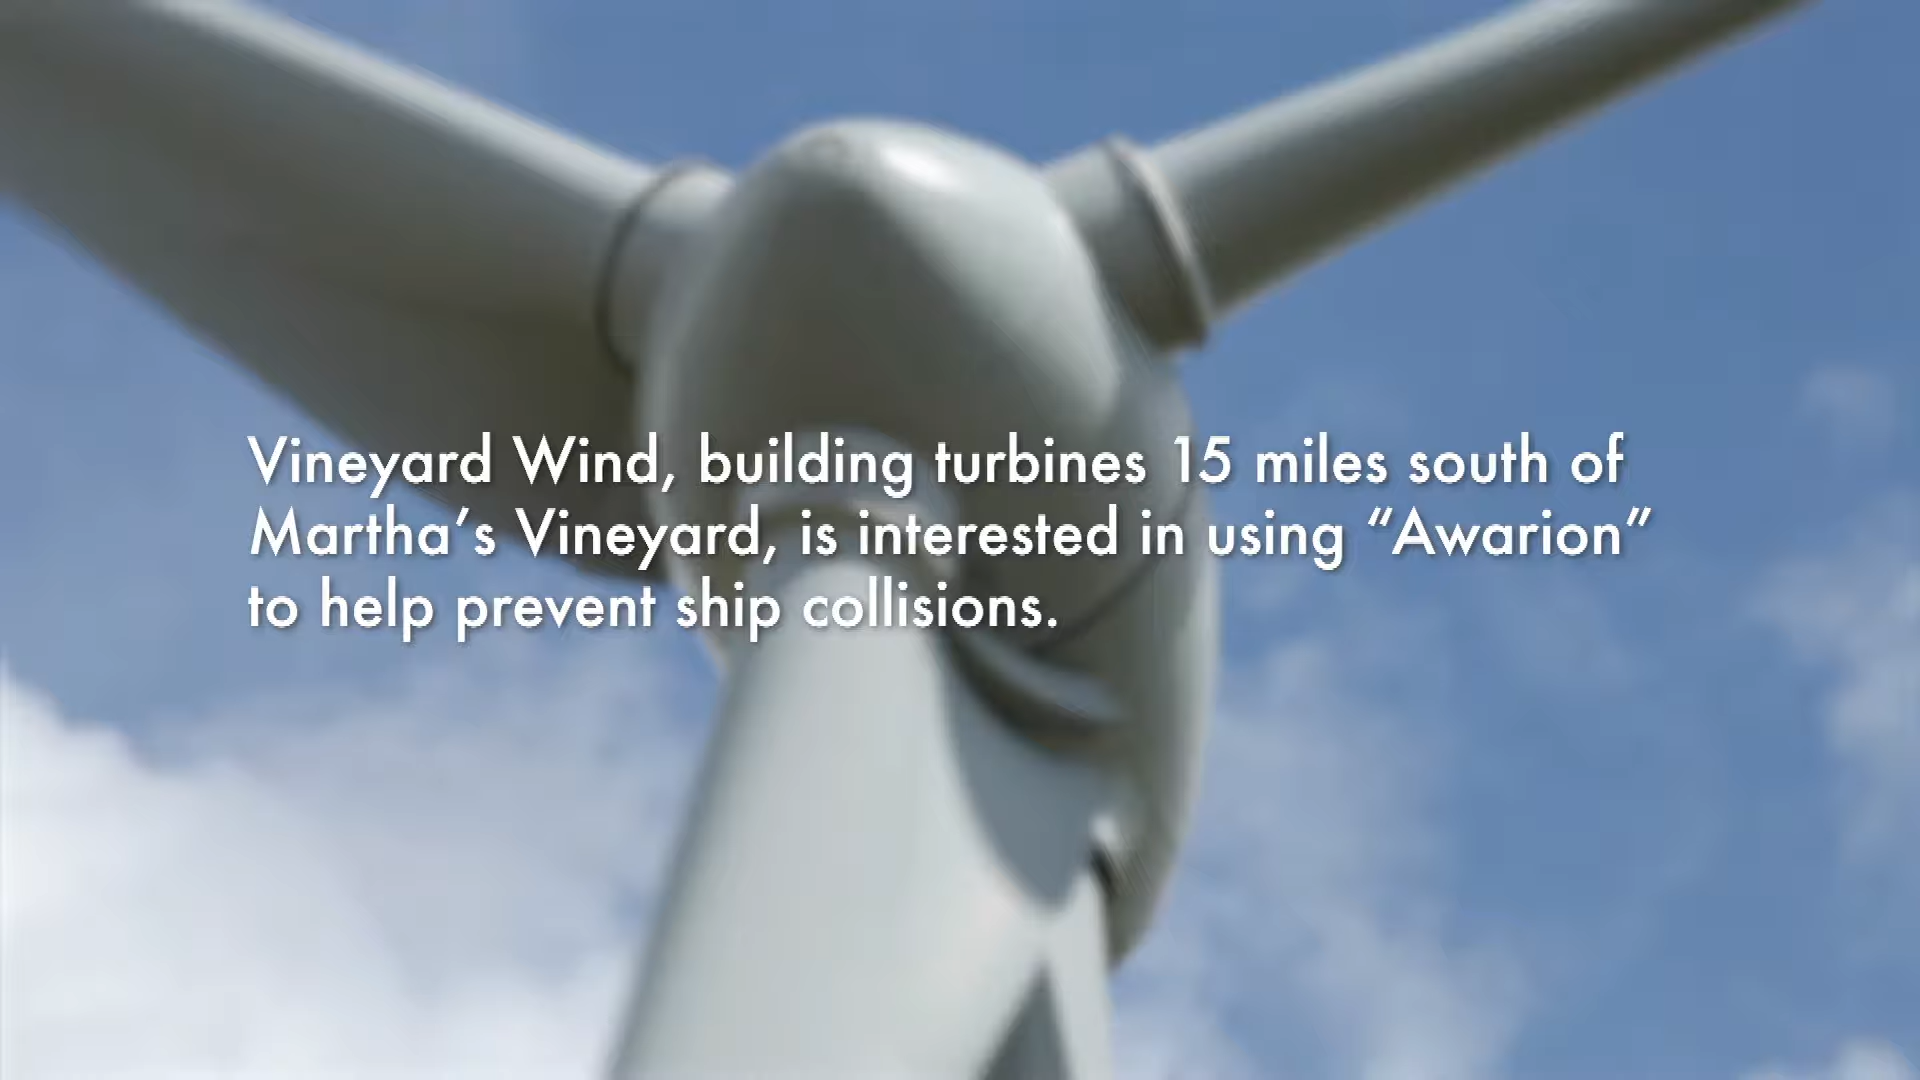 Vineyard Wind, building turbines 15 miles south of
Martha’s Vineyard, is interested in using “Awarion”
to help prevent ship collisions.